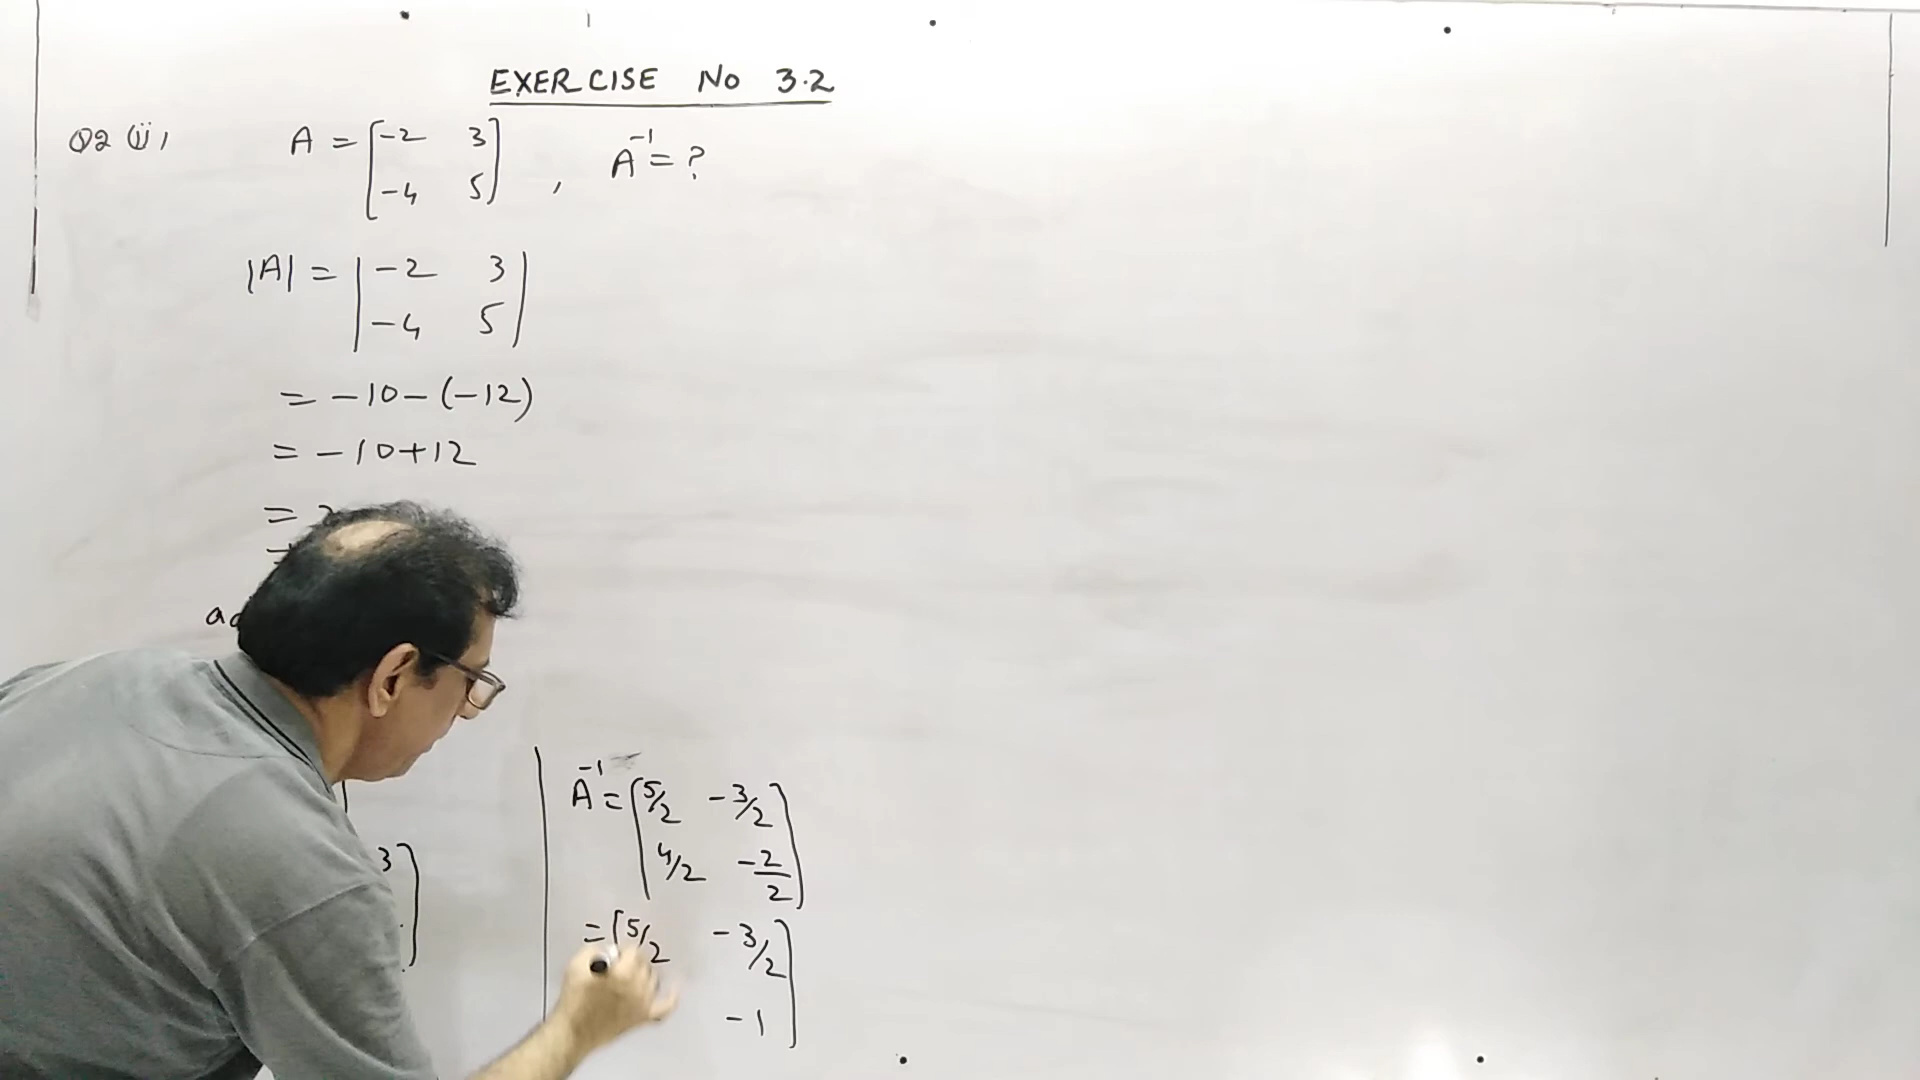 EXERCISE No 3.2
Q2 (ii) A = [-2 3
-4 5] , A⁻¹ = ?
|A| = | -2 3
-4 5 |
= -10-(-12)
= -10+12
=
A⁻¹ = [5/2 -3/2
4/2 -2/2]
3]
= [5/2 -3/2
-1]